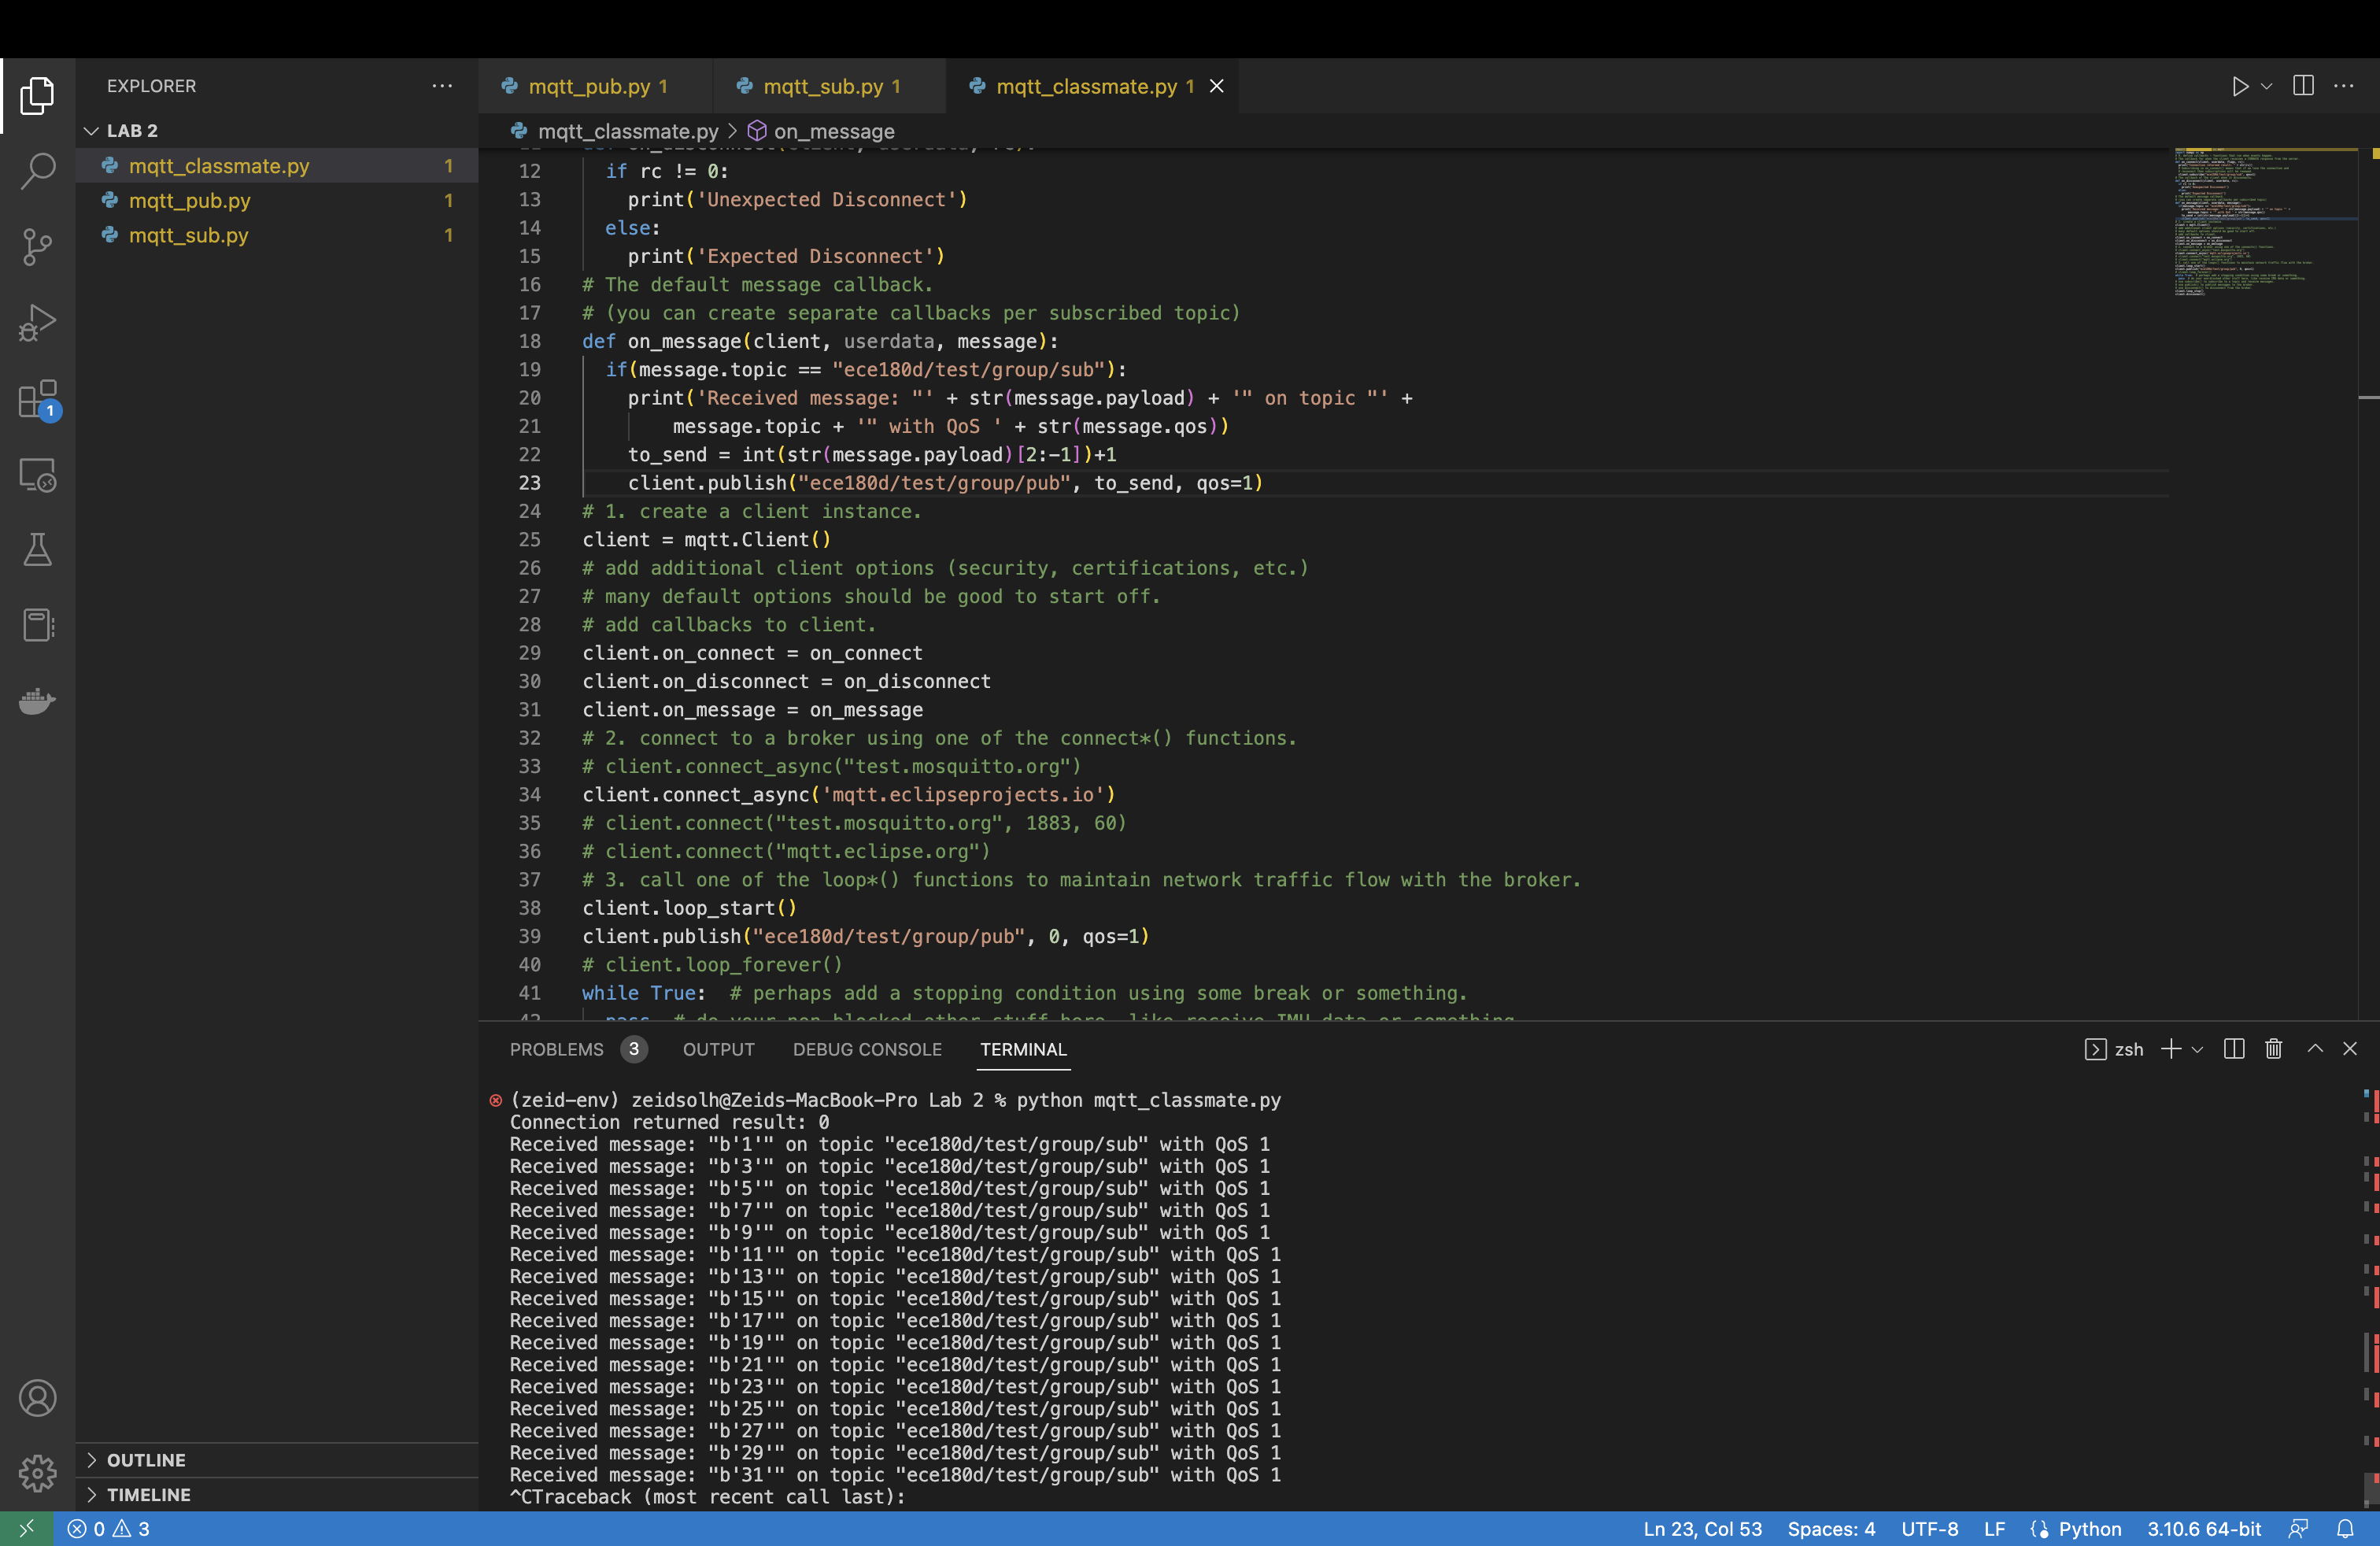 EXPLORER
LAB 2
mqtt_classmate.py 1
mqtt_pub.py 1
mqtt_sub.py 1
OUTLINE
TIMELINE
1
mqtt_pub.py 1
mqtt_sub.py 1
mqtt_classmate.py 1
mqtt_classmate.py > on_message
12 if rc != 0:
13 print('Unexpected Disconnect')
14 else:
15 print('Expected Disconnect')
16 # The default message callback.
17 # (you can create separate callbacks per subscribed topic)
18 def on_message(client, userdata, message):
19 if(message.topic == "ece180d/test/group/sub"):
20 print('Received message: "' + str(message.payload) + '" on topic "' +
21 message.topic + '" with QoS ' + str(message.qos))
22 to_send = int(str(message.payload)[2:-1])+1
23 client.publish("ece180d/test/group/pub", to_send, qos=1)
24 # 1. create a client instance.
25 client = mqtt.Client()
26 # add additional client options (security, certifications, etc.)
27 # many default options should be good to start off.
28 # add callbacks to client.
29 client.on_connect = on_connect
30 client.on_disconnect = on_disconnect
31 client.on_message = on_message
32 # 2. connect to a broker using one of the connect*() functions.
33 # client.connect_async("test.mosquitto.org")
34 client.connect_async('mqtt.eclipseprojects.io')
35 # client.connect("test.mosquitto.org", 1883, 60)
36 # client.connect("mqtt.eclipse.org")
37 # 3. call one of the loop*() functions to maintain network traffic flow with the broker.
38 client.loop_start()
39 client.publish("ece180d/test/group/pub", 0, qos=1)
40 # client.loop_forever()
41 while True: # perhaps add a stopping condition using some break or something.
PROBLEMS 3 OUTPUT DEBUG CONSOLE TERMINAL
zsh
(zeid-env) zeidsolh@Zeids-MacBook-Pro Lab 2 % python mqtt_classmate.py
Connection returned result: 0
Received message: "b'1'" on topic "ece180d/test/group/sub" with QoS 1
Received message: "b'3'" on topic "ece180d/test/group/sub" with QoS 1
Received message: "b'5'" on topic "ece180d/test/group/sub" with QoS 1
Received message: "b'7'" on topic "ece180d/test/group/sub" with QoS 1
Received message: "b'9'" on topic "ece180d/test/group/sub" with QoS 1
Received message: "b'11'" on topic "ece180d/test/group/sub" with QoS 1
Received message: "b'13'" on topic "ece180d/test/group/sub" with QoS 1
Received message: "b'15'" on topic "ece180d/test/group/sub" with QoS 1
Received message: "b'17'" on topic "ece180d/test/group/sub" with QoS 1
Received message: "b'19'" on topic "ece180d/test/group/sub" with QoS 1
Received message: "b'21'" on topic "ece180d/test/group/sub" with QoS 1
Received message: "b'23'" on topic "ece180d/test/group/sub" with QoS 1
Received message: "b'25'" on topic "ece180d/test/group/sub" with QoS 1
Received message: "b'27'" on topic "ece180d/test/group/sub" with QoS 1
Received message: "b'29'" on topic "ece180d/test/group/sub" with QoS 1
Received message: "b'31'" on topic "ece180d/test/group/sub" with QoS 1
^CTraceback (most recent call last):
0 3
Ln 23, Col 53 Spaces: 4 UTF-8 LF Python 3.10.6 64-bit